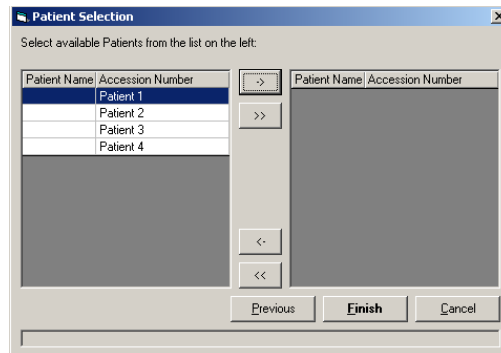 Patient Selection
Select available Patients from the list on the left:
Patient Name Accession Number
Patient 1
Patient 2
Patient 3
Patient 4
->
>>
<-
<<
Patient Name Accession Number
Previous Finish Cancel